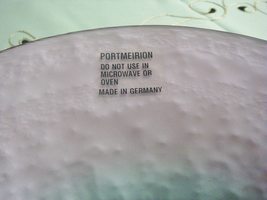 PORTMEIRION
DO NOT USE IN
MICROWAVE OR
OVEN
MADE IN GERMANY